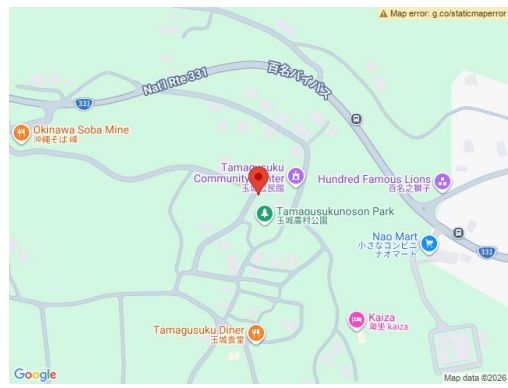 Map error: g.co/staticmaperror
百名バイパス
Nat'l Rte 331
331
Okinawa Soba Mine
沖縄そば 峰
Tamagusuku
Community Center
玉城公民館
Hundred Famous Lions
百名之獅子
Tamagusukunoson Park
玉城農村公園
Nao Mart
小さなコンビニ
ナオマート
331
Kaiza
海坐 kaiza
Tamagusuku Diner
玉城食堂
Google
Map data ©2026